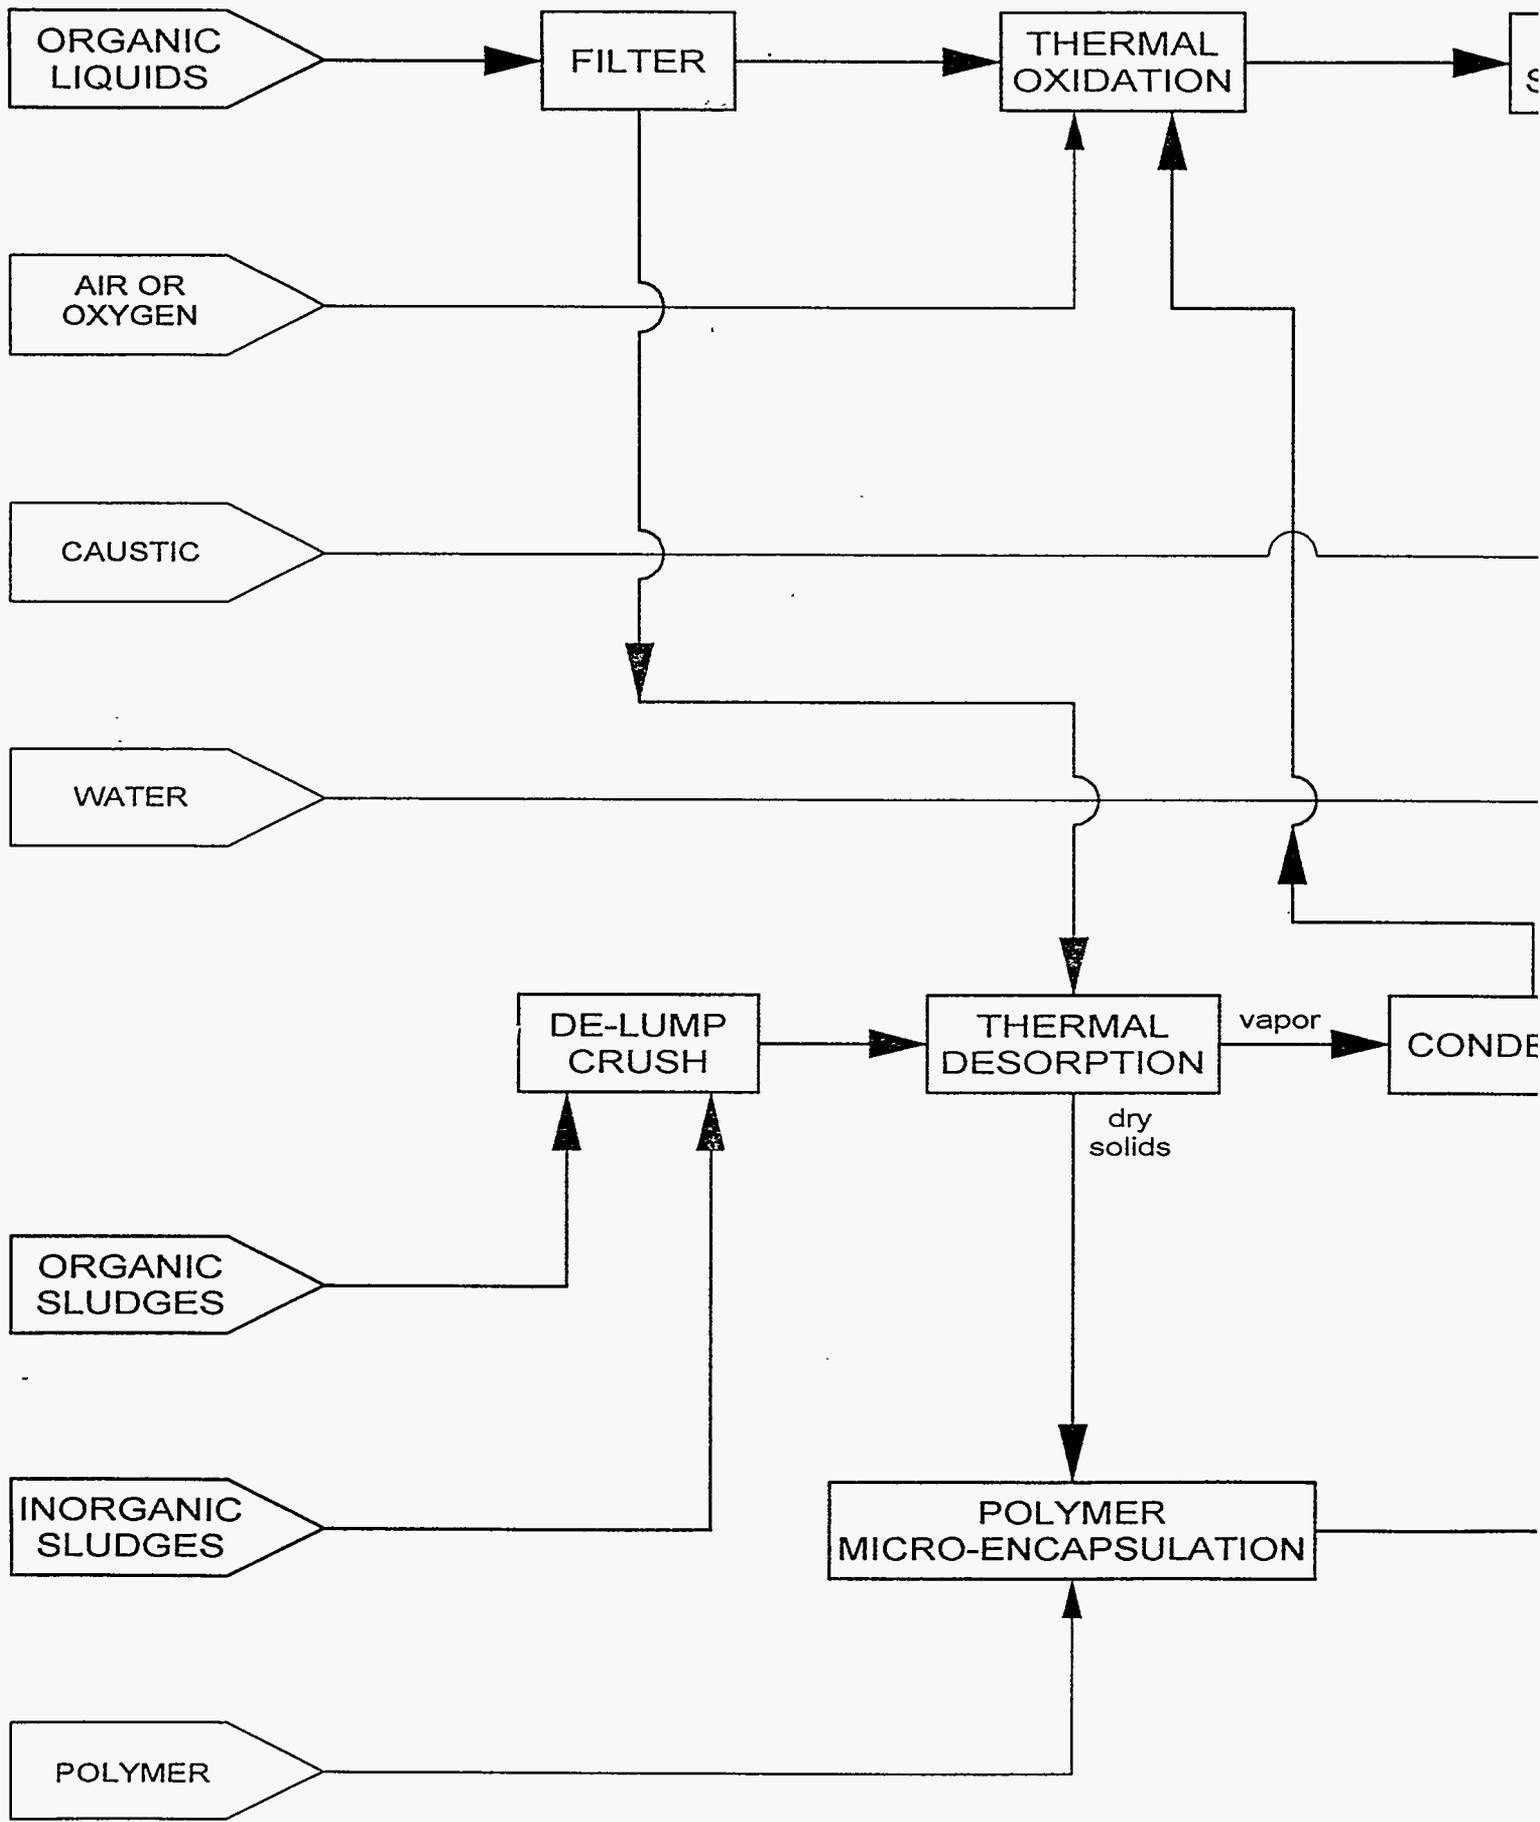 ORGANIC
LIQUIDS
FILTER
THERMAL
OXIDATION
AIR OR
OXYGEN
CAUSTIC
WATER
DE-LUMP
CRUSH
THERMAL
DESORPTION
vapor
CONDE
dry
solids
ORGANIC
SLUDGES
INORGANIC
SLUDGES
POLYMER
MICRO-ENCAPSULATION
POLYMER